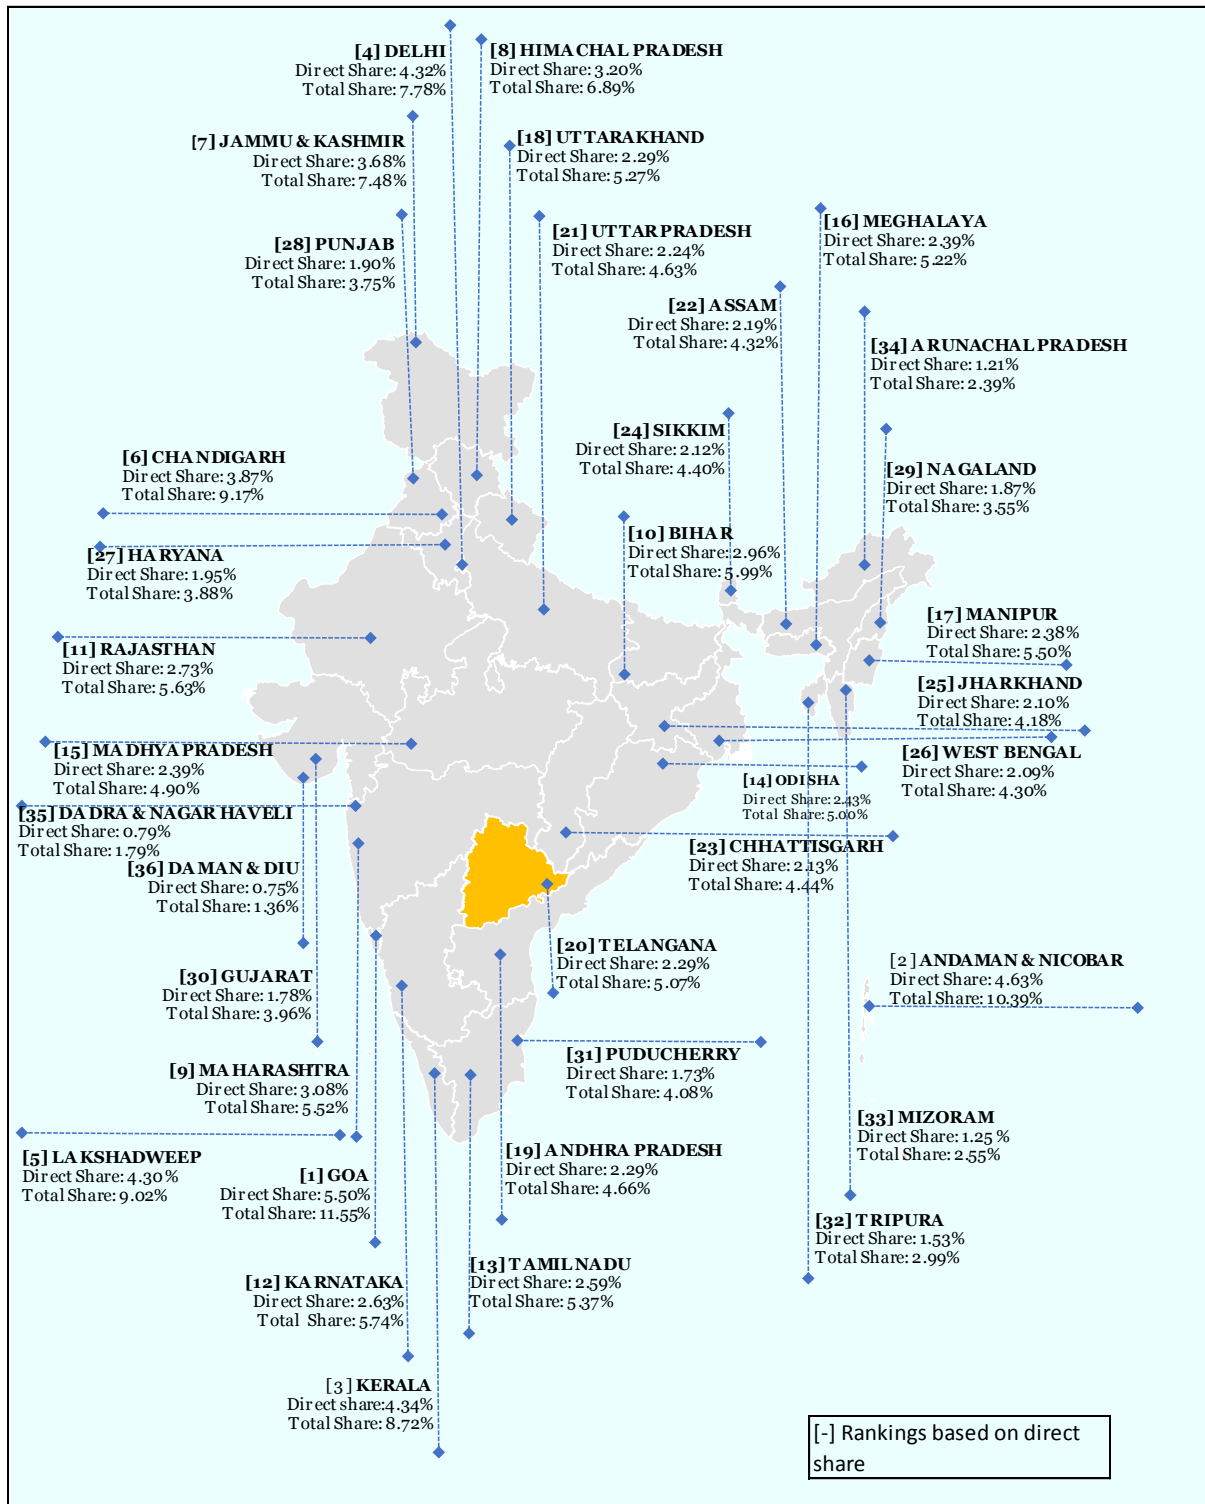 [4] DELHI
Direct Share: 4.32%
Total Share: 7.78%
[8] HIMACHAL PRADESH
Direct Share: 3.20%
Total Share: 6.89%
[7] JAMMU & KASHMIR
Direct Share: 3.68%
Total Share: 7.48%
[18] UTTARAKHAND
Direct Share: 2.29%
Total Share: 5.27%
[28] PUNJAB
Direct Share: 1.90%
Total Share: 3.75%
[21] UTTAR PRADESH
Direct Share: 2.24%
Total Share: 4.63%
[16] MEGHALAYA
Direct Share: 2.39%
Total Share: 5.22%
[22] ASSAM
Direct Share: 2.19%
Total Share: 4.32%
[34] ARUNACHAL PRADESH
Direct Share: 1.21%
Total Share: 2.39%
[24] SIKKIM
Direct Share: 2.12%
Total Share: 4.40%
[6] CHANDIGARH
Direct Share: 3.87%
Total Share: 9.17%
[29] NAGALAND
Direct Share: 1.87%
Total Share: 3.55%
[10] BIHAR
Direct Share: 2.96%
Total Share: 5.99%
[27] HARYANA
Direct Share: 1.95%
Total Share: 3.88%
[17] MANIPUR
Direct Share: 2.38%
Total Share: 5.50%
[11] RAJASTHAN
Direct Share: 2.73%
Total Share: 5.63%
[25] JHARKHAND
Direct Share: 2.10%
Total Share: 4.18%
[15] MADHYA PRADESH
Direct Share: 2.39%
Total Share: 4.90%
[26] WEST BENGAL
Direct Share: 2.09%
Total Share: 4.30%
[14] ODISHA
Direct Share: 2.43%
Total Share: 5.00%
[35] DADRA & NAGAR HAVELI
Direct Share: 0.79%
Total Share: 1.79%
[23] CHHATTISGARH
Direct Share: 2.13%
Total Share: 4.44%
[36] DAMAN & DIU
Direct Share: 0.75%
Total Share: 1.36%
[20] TELANGANA
Direct Share: 2.29%
Total Share: 5.07%
[2] ANDAMAN & NICOBAR
Direct Share: 4.63%
Total Share: 10.39%
[30] GUJARAT
Direct Share: 1.78%
Total Share: 3.96%
[31] PUDUCHERRY
Direct Share: 1.73%
Total Share: 4.08%
[9] MAHARASHTRA
Direct Share: 3.08%
Total Share: 5.52%
[33] MIZORAM
Direct Share: 1.25 %
Total Share: 2.55%
[5] LAKSHADWEEP
Direct Share: 4.30%
Total Share: 9.02%
[1] GOA
Direct Share: 5.50%
Total Share: 11.55%
[19] ANDHRA PRADESH
Direct Share: 2.29%
Total Share: 4.66%
[32] TRIPURA
Direct Share: 1.53%
Total Share: 2.99%
[12] KARNATAKA
Direct Share: 2.63%
Total Share: 5.74%
[13] TAMIL NADU
Direct Share: 2.59%
Total Share: 5.37%
[3] KERALA
Direct share:4.34%
Total Share: 8.72%
[-] Rankings based on direct
share